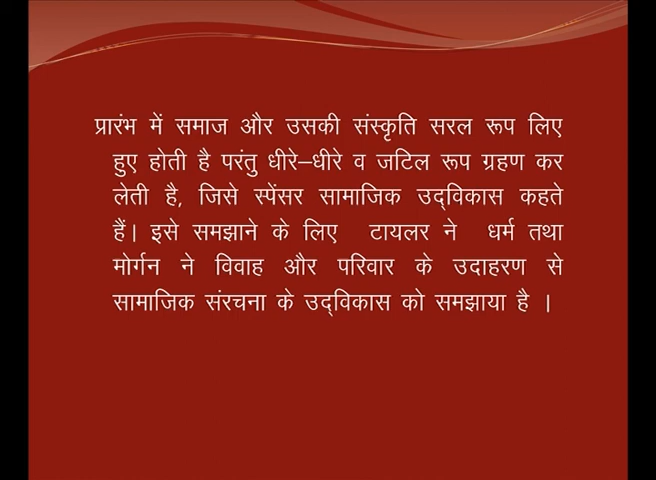 प्रारंभ में समाज और उसकी संस्कृति सरल रूप लिए
हुए होती है परंतु धीरे–धीरे व जटिल रूप ग्रहण कर
लेती है, जिसे स्पेंसर सामाजिक उद्विकास कहते
हैं। इसे समझाने के लिए टायलर ने धर्म तथा
मोर्गन ने विवाह और परिवार के उदाहरण से
सामाजिक संरचना के उद्विकास को समझाया है ।